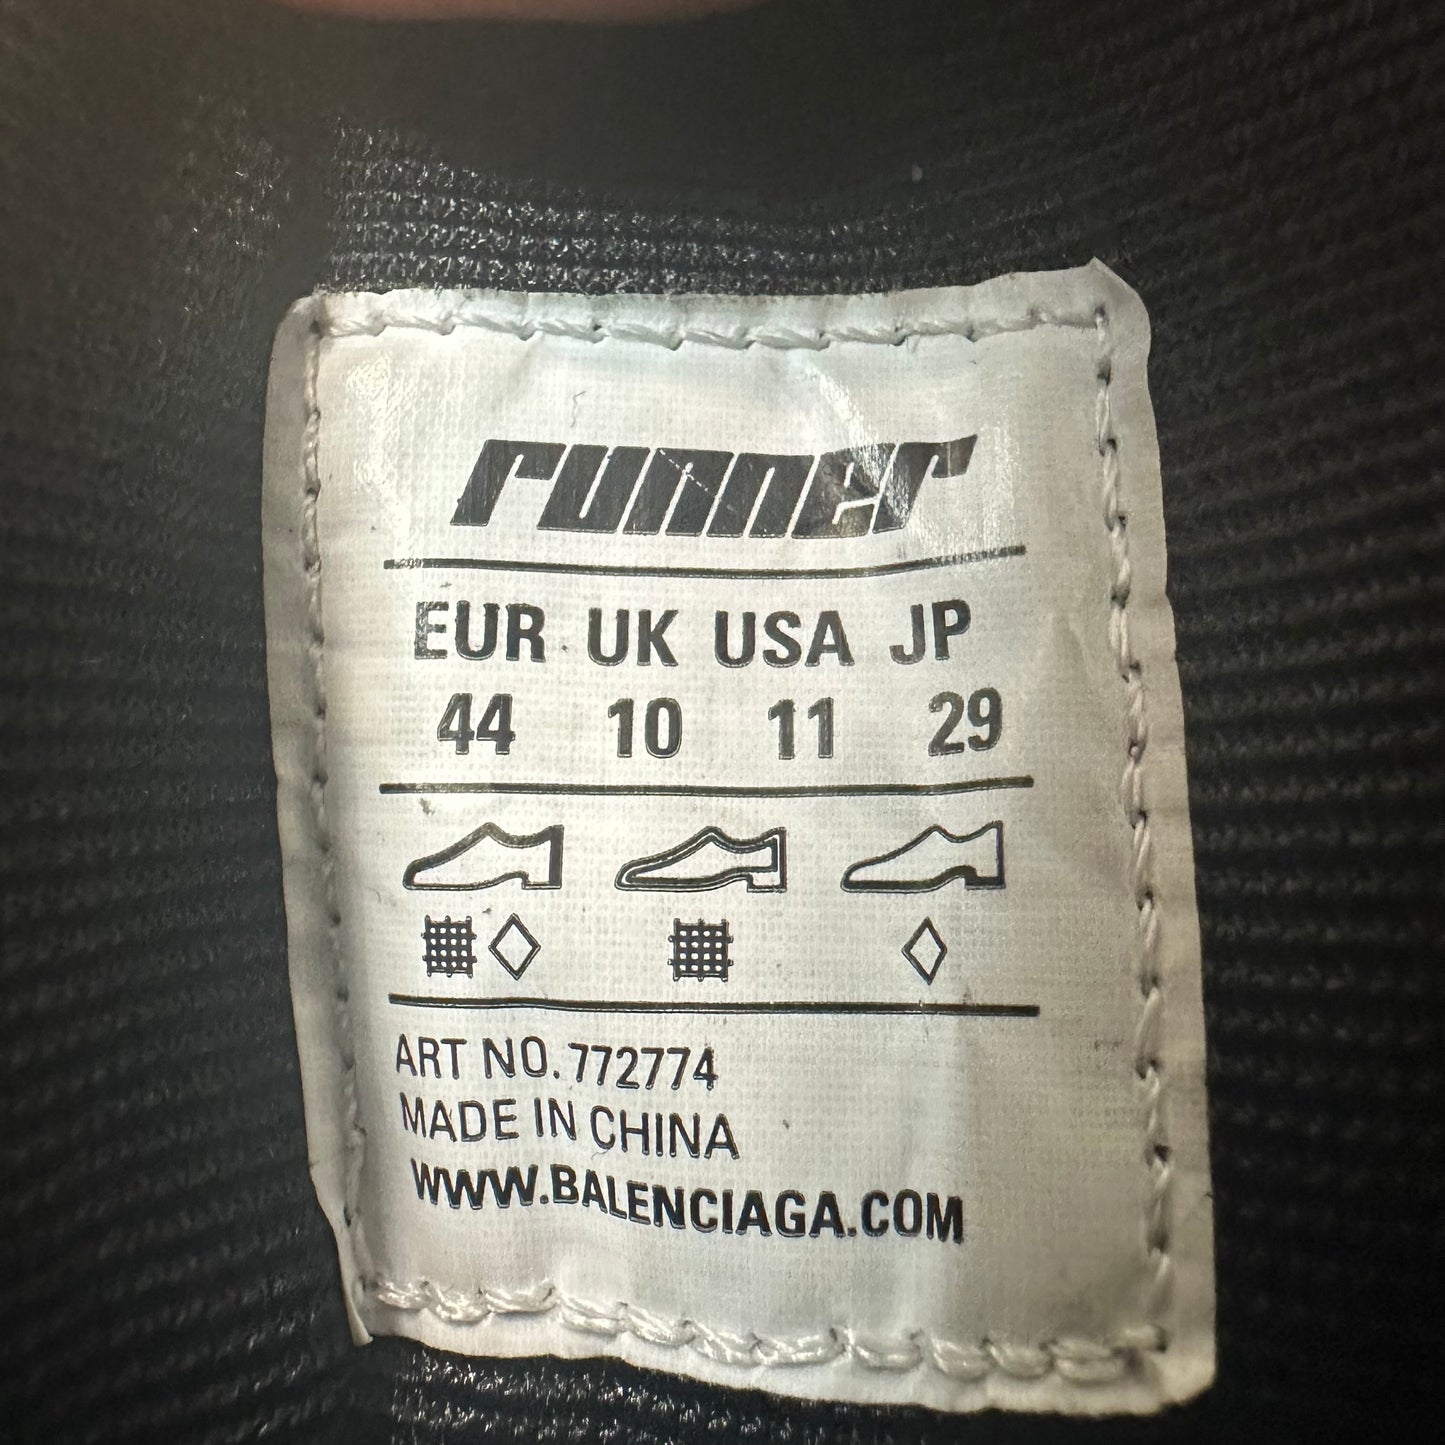 runner
EUR UK USA JP
44 10 11 29
ART NO. 772774
MADE IN CHINA
WWW.BALENCIAGA.COM